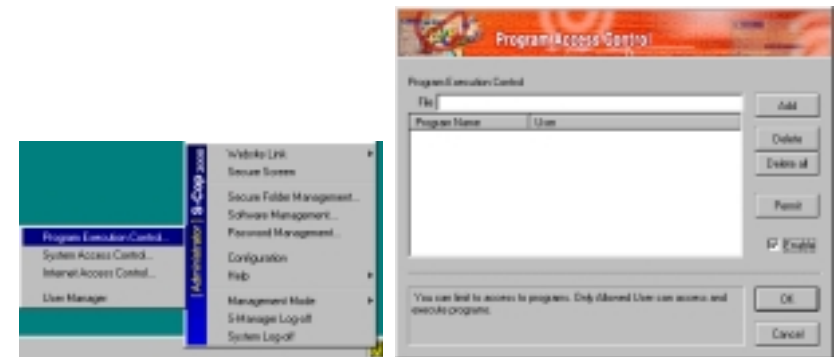 Website Link
Secure Screen
Secure Folder Management...
Software Management...
Password Management...
Configuration
Help
Management Mode
S-Manager Log-off
System Log-off
[Administrator] S-Cop 2000
Program Execution Control...
System Access Control...
Internet Access Control...
User Manager
Program Access Control
Program Execution Control
File
Program Name User
Add
Delete
Delete all
Permit
Enable
You can limit to access to programs. Only Allowed User can access and
execute programs.
OK
Cancel